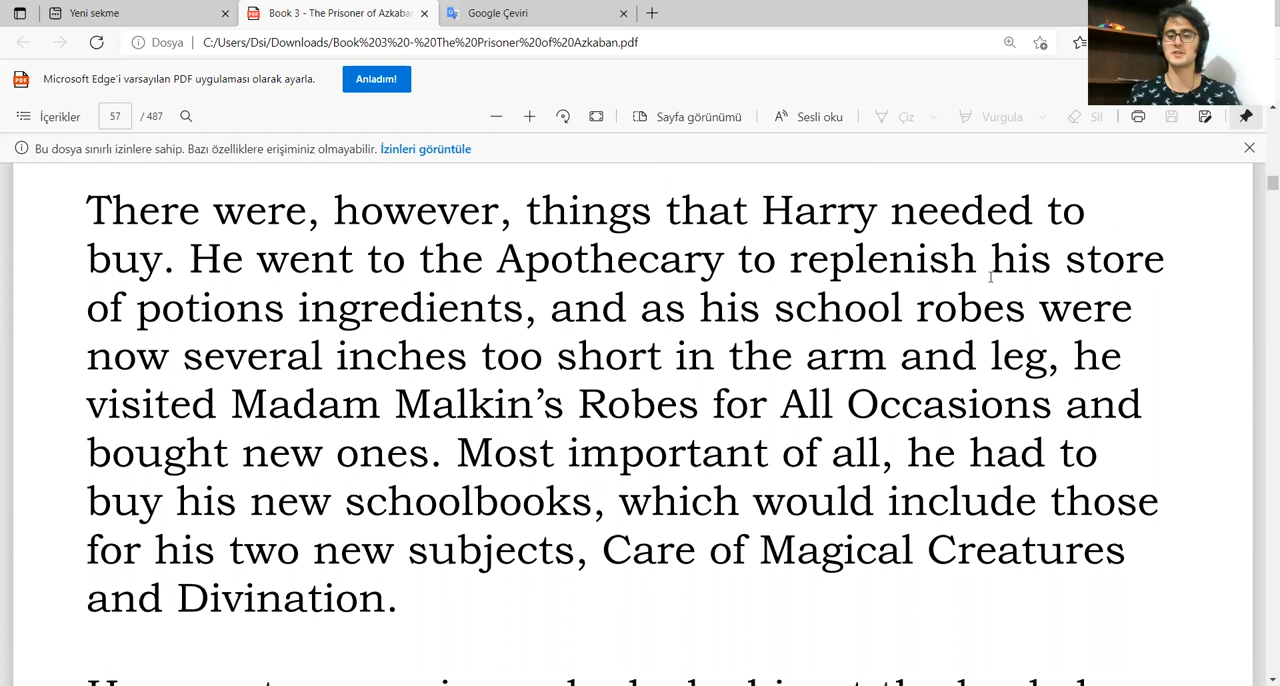 Yeni sekme
Book 3 - The Prisoner of Azkaba
Google Çeviri
Dosya
C:/Users/Dsi/Downloads/Book%203%20-%20The%20Prisoner%20of%20Azkaban.pdf
Microsoft Edge'i varsayılan PDF uygulaması olarak ayarla.
Anladım!
İçerikler
57 / 487
Sayfa görünümü
Sesli oku
Çiz
Vurgula
Sil
Bu dosya sınırlı izinlere sahip. Bazı özelliklere erişiminiz olmayabilir. İzinleri görüntüle
There were, however, things that Harry needed to
buy. He went to the Apothecary to replenish his store
of potions ingredients, and as his school robes were
now several inches too short in the arm and leg, he
visited Madam Malkin’s Robes for All Occasions and
bought new ones. Most important of all, he had to
buy his new schoolbooks, which would include those
for his two new subjects, Care of Magical Creatures
and Divination.